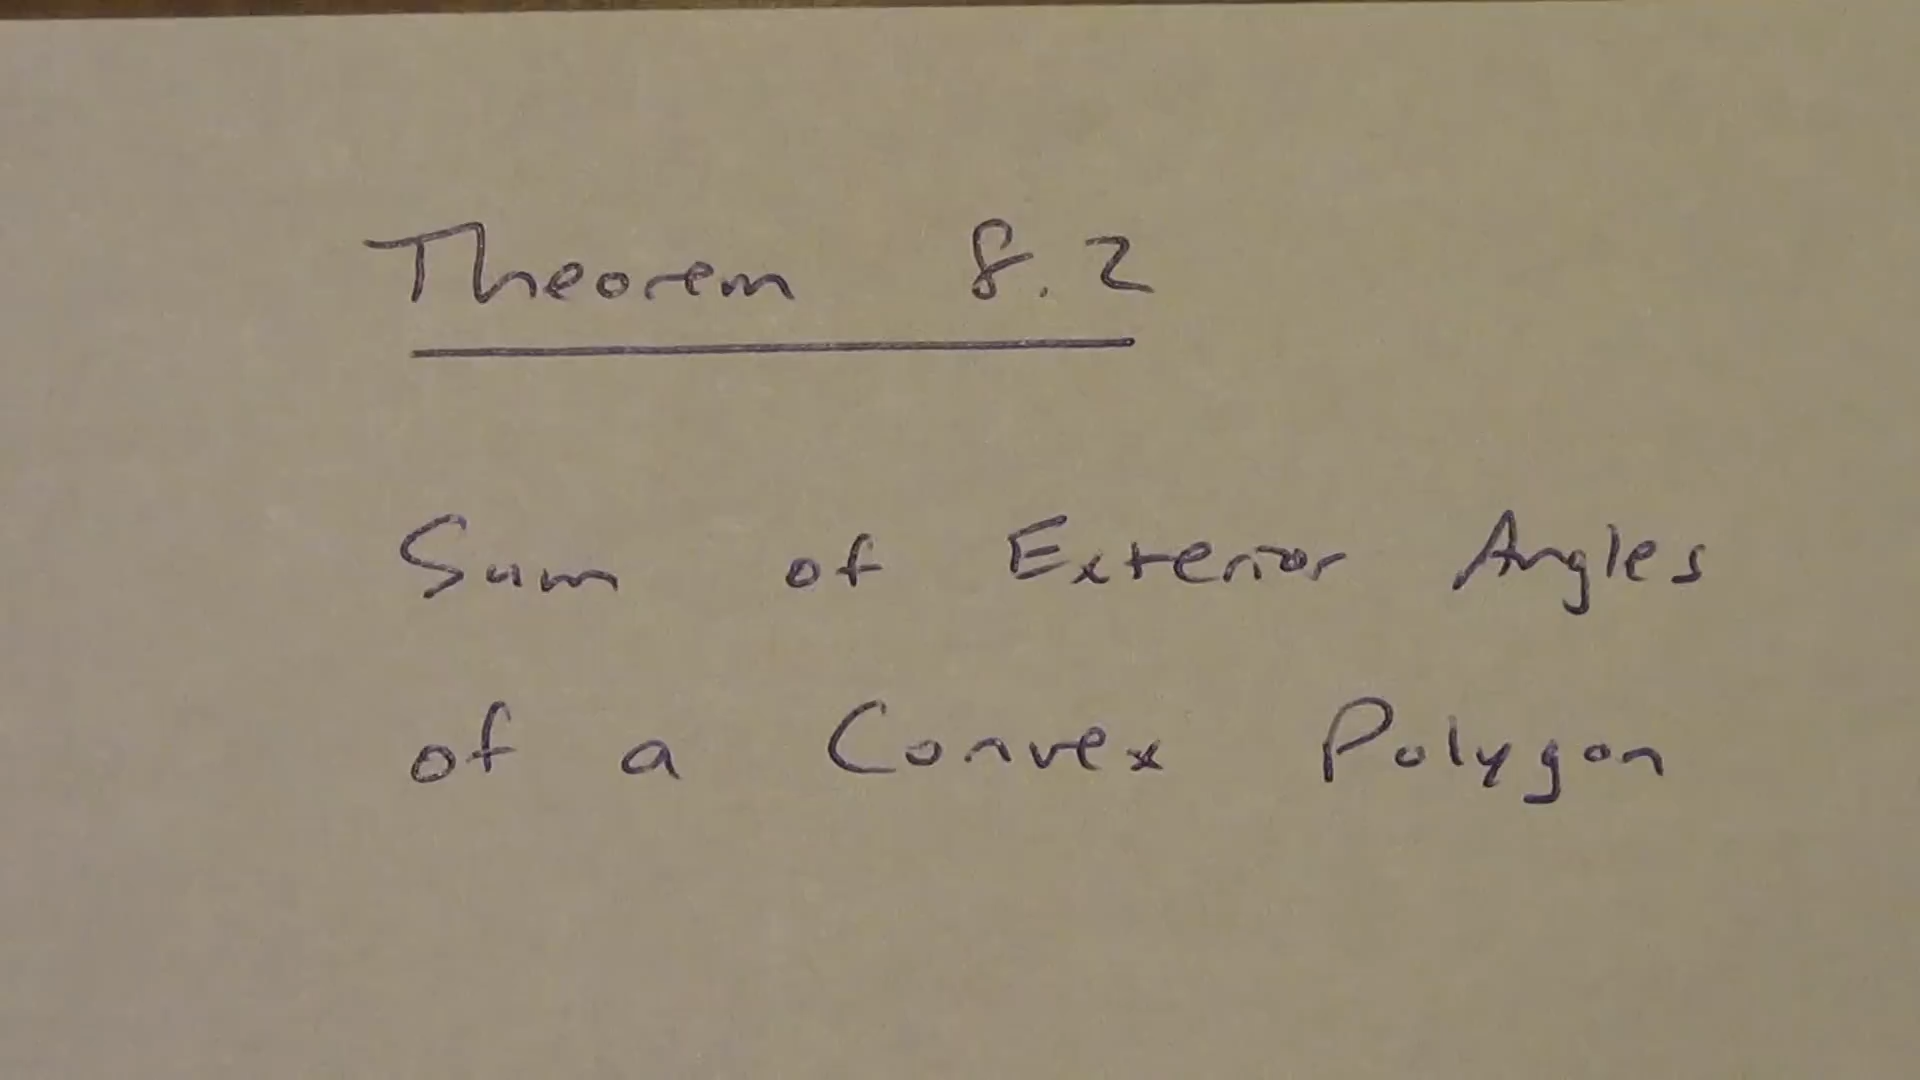 Theorem 8.2
Sum of Exterior Angles
of a Convex Polygon